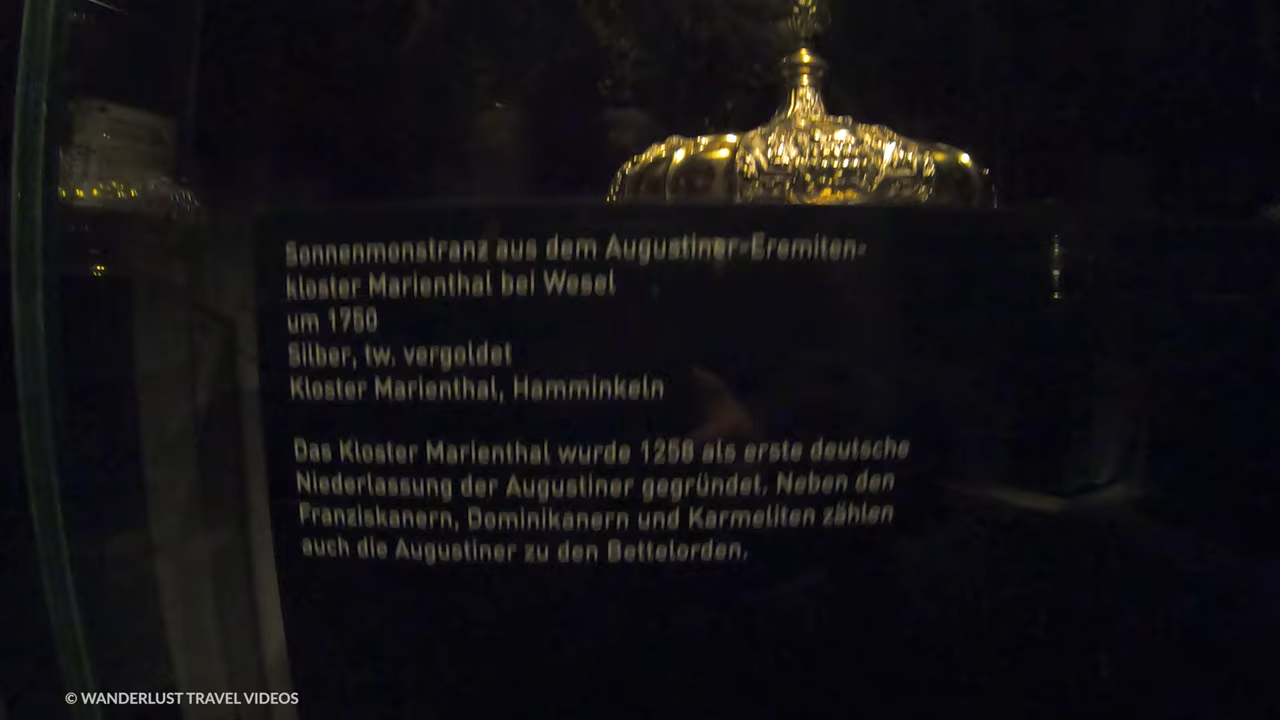 Sonnenmonstranz aus dem Augustiner-Eremiten-
kloster Marienthal bei Wesel
um 1750
Silber, tw. vergoldet
Kloster Marienthal, Hamminkeln
Das Kloster Marienthal wurde 1258 als erste deutsche
Niederlassung der Augustiner gegründet. Neben den
Franziskanern, Dominikanern und Karmeliten zählen
auch die Augustiner zu den Bettelorden.
© WANDERLUST TRAVEL VIDEOS